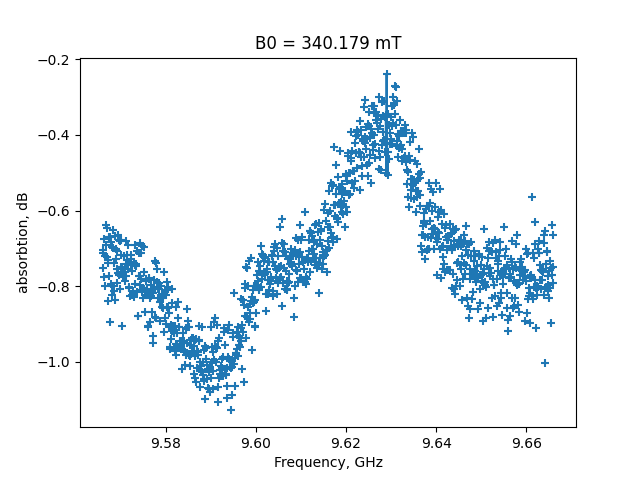 B0 = 340.179 mT
−0.2
−0.4
−0.6
−0.8
−1.0
absorbtion, dB
9.58 9.60 9.62 9.64 9.66
Frequency, GHz